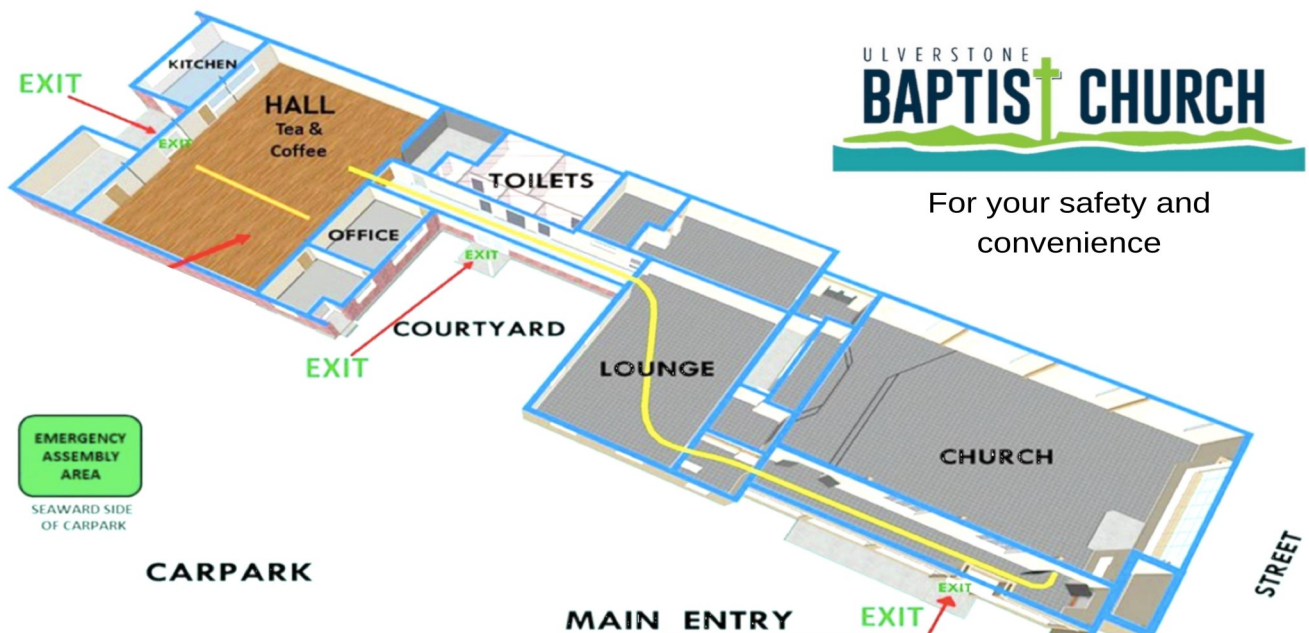 ULVERSTONE
BAPTIST CHURCH
For your safety and
convenience
KITCHEN
EXIT
EXIT
HALL
Tea &
Coffee
TOILETS
OFFICE
EXIT
COURTYARD
EXIT
LOUNGE
CHURCH
EMERGENCY
ASSEMBLY
AREA
SEAWARD SIDE
OF CARPARK
CARPARK
STREET
EXIT
EXIT
MAIN ENTRY